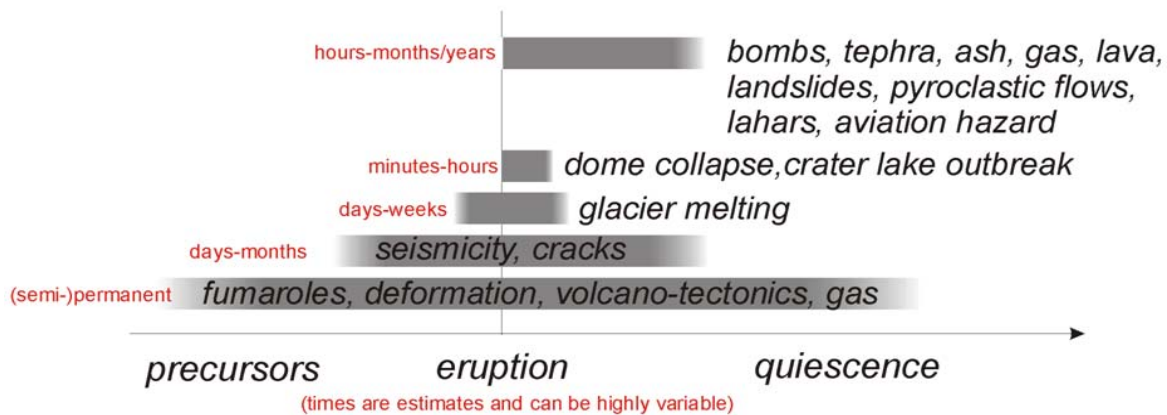 hours-months/years
bombs, tephra, ash, gas, lava,
landslides, pyroclastic flows,
lahars, aviation hazard
minutes-hours
dome collapse,crater lake outbreak
days-weeks
glacier melting
days-months
seismicity, cracks
(semi-)permanent
fumaroles, deformation, volcano-tectonics, gas
precursors
eruption
quiescence
(times are estimates and can be highly variable)